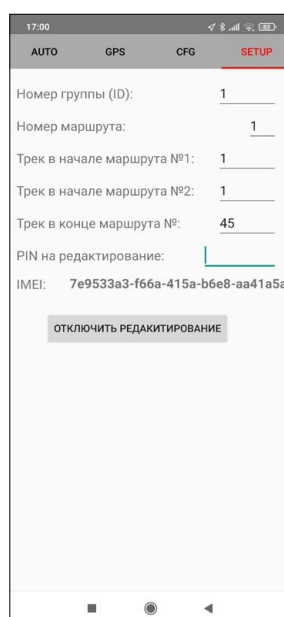 17:00 82
AUTO GPS CFG SETUP
Номер группы (ID): 1
Номер маршрута: 1
Трек в начале маршрута №1: 1
Трек в начале маршрута №2: 1
Трек в конце маршрута №: 45
PIN на редактирование:
IMEI: 7e9533a3-f66a-415a-b6e8-aa41a5a
ОТКЛЮЧИТЬ РЕДАКИТИРОВАНИЕ